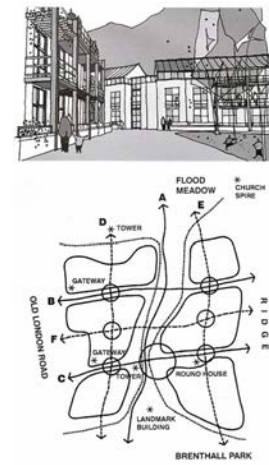 FLOOD
MEADOW
* CHURCH
SPIRE
A
E
D
* TOWER
* GATEWAY
B
OLD LONDON ROAD
RIDGE
F
* GATEWAY
C
TOWER *
* ROUND HOUSE
* LANDMARK
BUILDING
BRENTHALL PARK